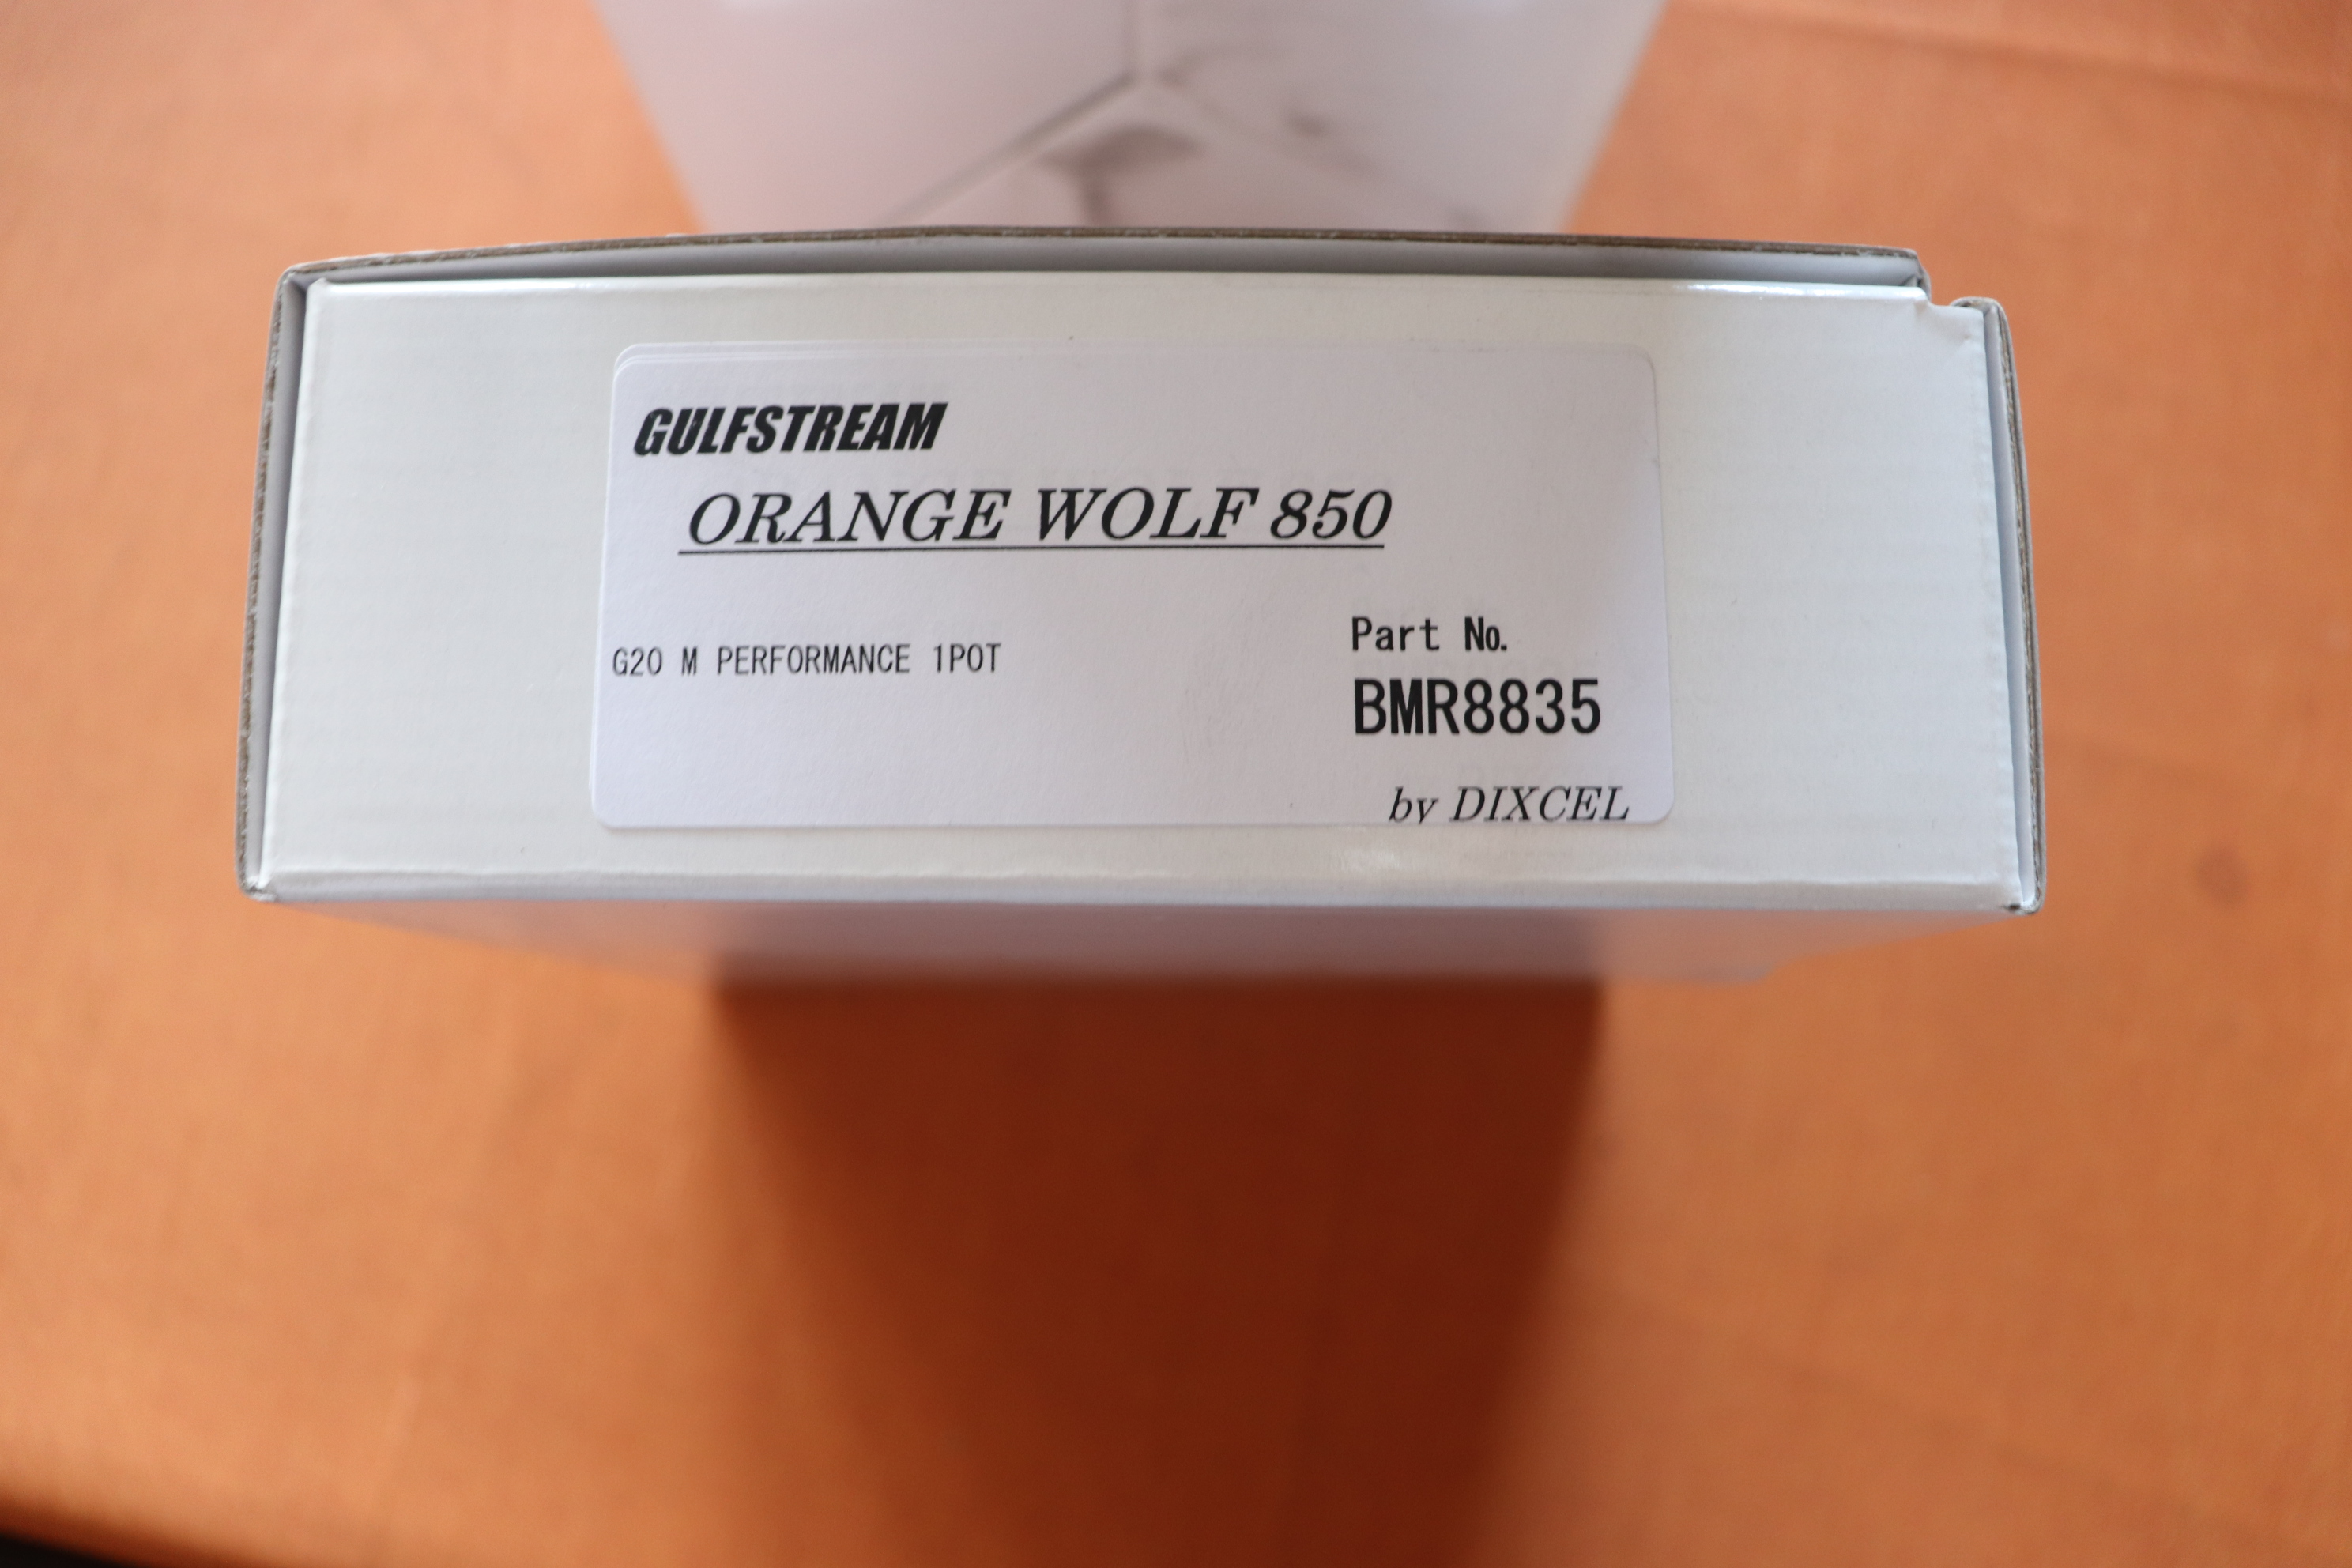 GULFSTREAM
ORANGE WOLF 850
G20 M PERFORMANCE 1POT
Part No.
BMR8835
by DIXCEL